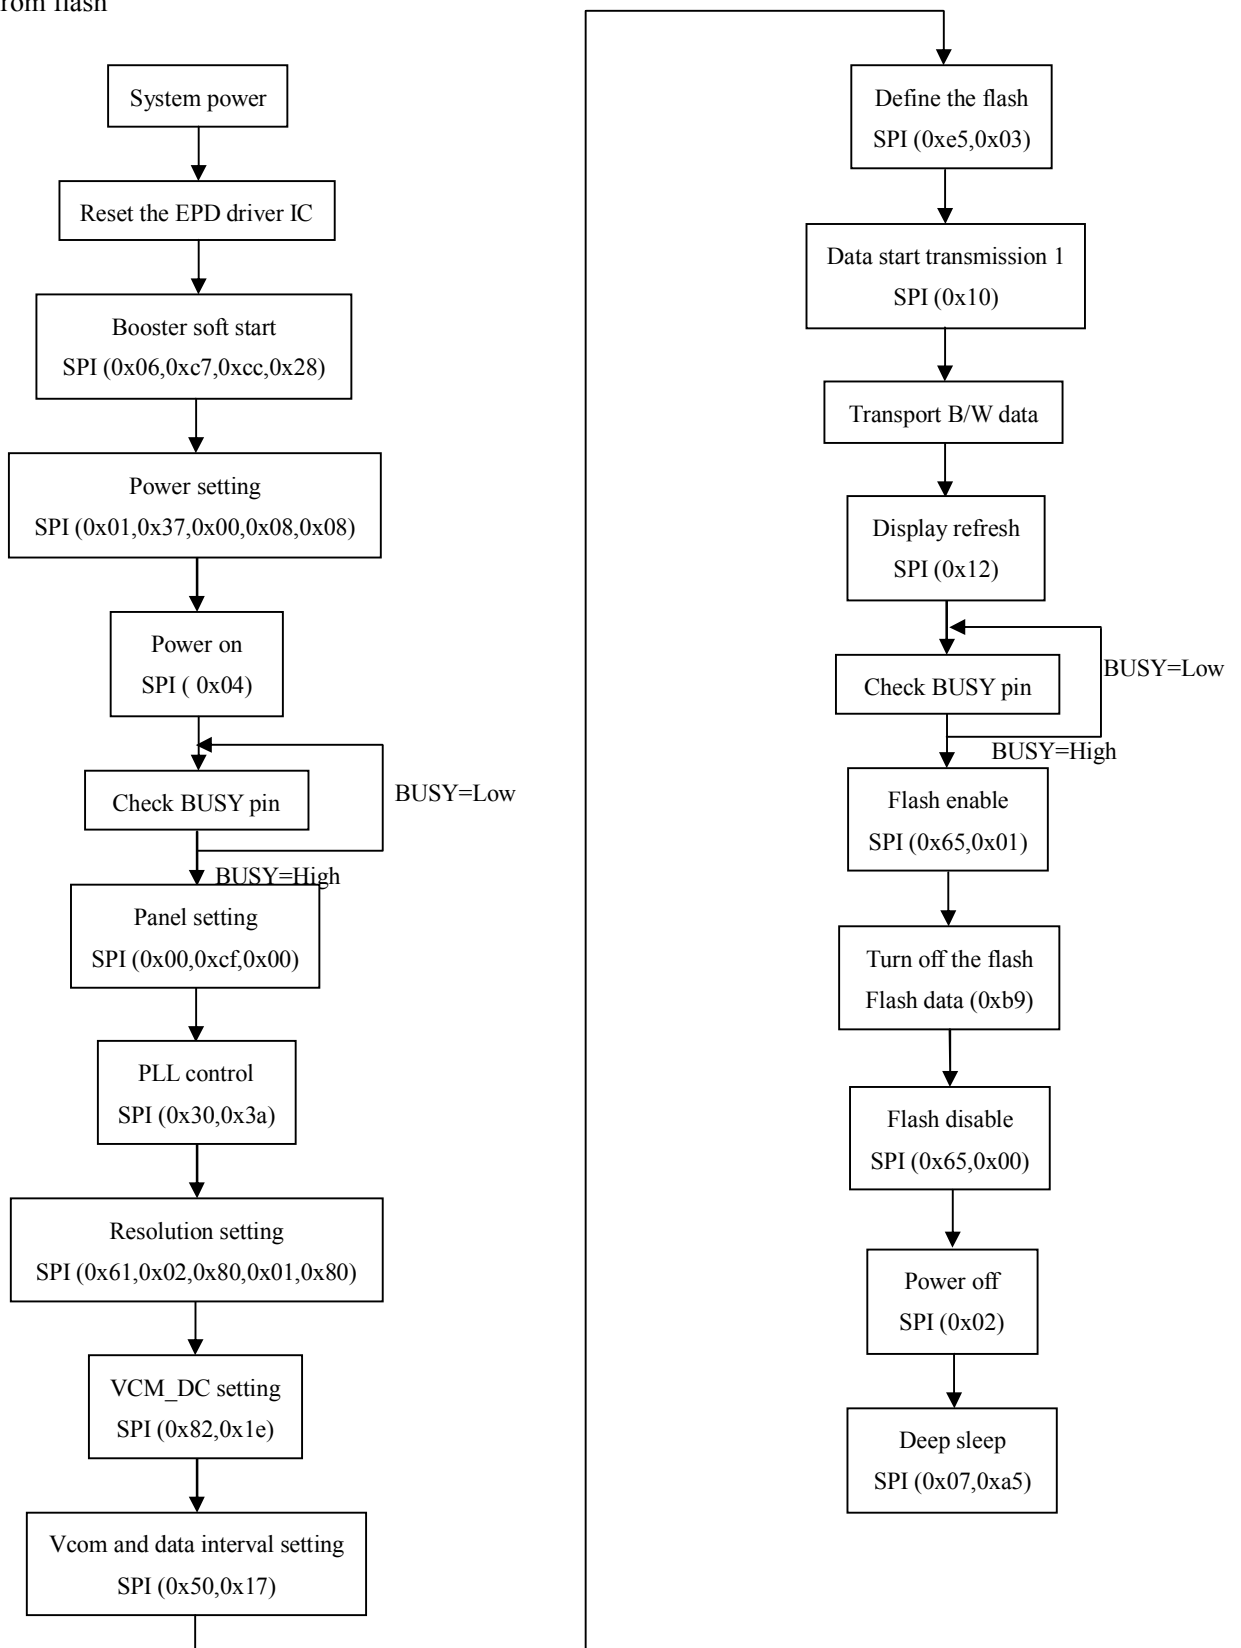 rom flash
System power
Reset the EPD driver IC
Booster soft start
SPI (0x06,0xc7,0xcc,0x28)
Power setting
SPI (0x01,0x37,0x00,0x08,0x08)
Power on
SPI ( 0x04)
Check BUSY pin
BUSY=Low
BUSY=High
Panel setting
SPI (0x00,0xcf,0x00)
PLL control
SPI (0x30,0x3a)
Resolution setting
SPI (0x61,0x02,0x80,0x01,0x80)
VCM_DC setting
SPI (0x82,0x1e)
Vcom and data interval setting
SPI (0x50,0x17)
Define the flash
SPI (0xe5,0x03)
Data start transmission 1
SPI (0x10)
Transport B/W data
Display refresh
SPI (0x12)
Check BUSY pin
BUSY=Low
BUSY=High
Flash enable
SPI (0x65,0x01)
Turn off the flash
Flash data (0xb9)
Flash disable
SPI (0x65,0x00)
Power off
SPI (0x02)
Deep sleep
SPI (0x07,0xa5)